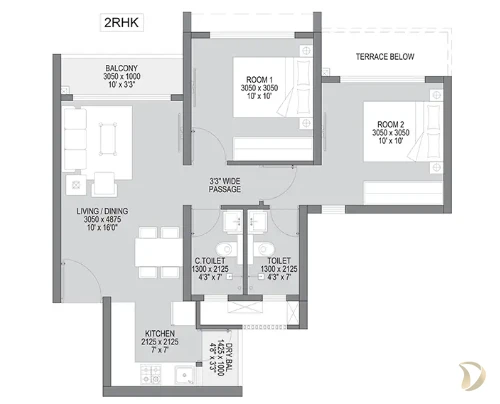 2RHK
BALCONY
3050 x 1000
10' x 3'3"
ROOM 1
3050 x 3050
10' x 10'
TERRACE BELOW
ROOM 2
3050 x 3050
10' x 10'
3'3" WIDE
PASSAGE
LIVING / DINING
3050 x 4875
10' x 16'0"
C.TOILET
1300 x 2125
4'3" x 7'
TOILET
1300 x 2125
4'3" x 7'
KITCHEN
2125 x 2125
7' x 7'
DRY BAL
1425 x 1000
4'8" x 3'3"